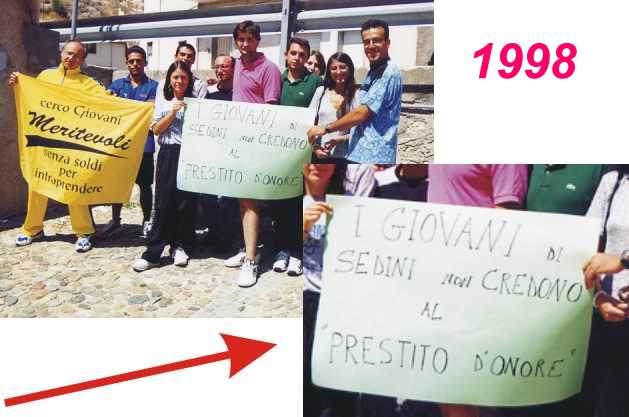 1998
cerco Giovani
Meritevoli
senza soldi
per
intraprendere
I GIOVANI DI
SEDINI NON CREDONO
AL
"PRESTITO D'ONORE"
I GIOVANI DI
SEDINI NON CREDONO
AL
"PRESTITO D'ONORE"